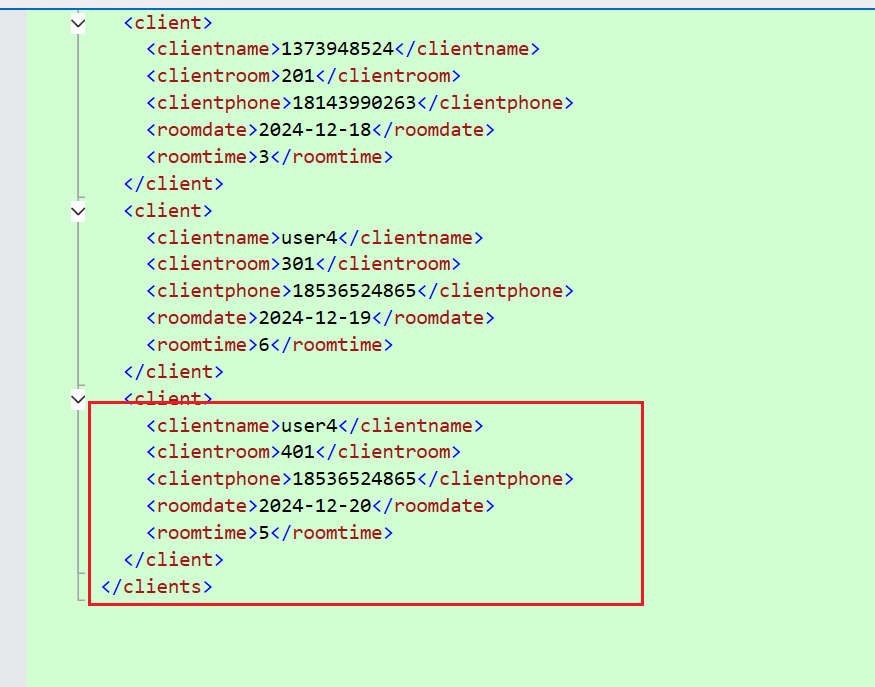 <client>
<clientname>1373948524</clientname>
<clientroom>201</clientroom>
<clientphone>18143990263</clientphone>
<roomdate>2024-12-18</roomdate>
<roomtime>3</roomtime>
</client>
<client>
<clientname>user4</clientname>
<clientroom>301</clientroom>
<clientphone>18536524865</clientphone>
<roomdate>2024-12-19</roomdate>
<roomtime>6</roomtime>
</client>
<client>
<clientname>user4</clientname>
<clientroom>401</clientroom>
<clientphone>18536524865</clientphone>
<roomdate>2024-12-20</roomdate>
<roomtime>5</roomtime>
</client>
</clients>